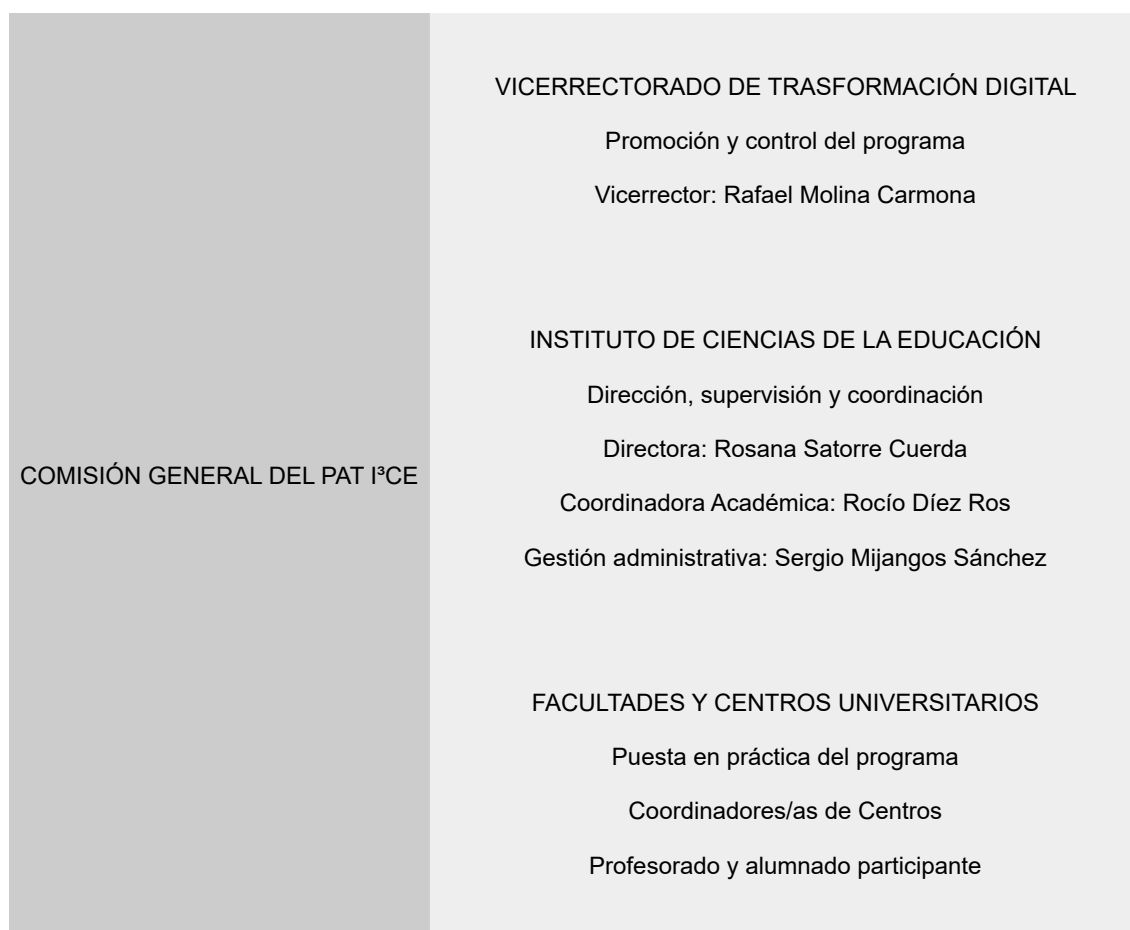 COMISIÓN GENERAL DEL PAT I³CE
VICERRECTORADO DE TRASFORMACIÓN DIGITAL
Promoción y control del programa
Vicerrector: Rafael Molina Carmona
INSTITUTO DE CIENCIAS DE LA EDUCACIÓN
Dirección, supervisión y coordinación
Directora: Rosana Satorre Cuerda
Coordinadora Académica: Rocío Díez Ros
Gestión administrativa: Sergio Mijangos Sánchez
FACULTADES Y CENTROS UNIVERSITARIOS
Puesta en práctica del programa
Coordinadores/as de Centros
Profesorado y alumnado participante